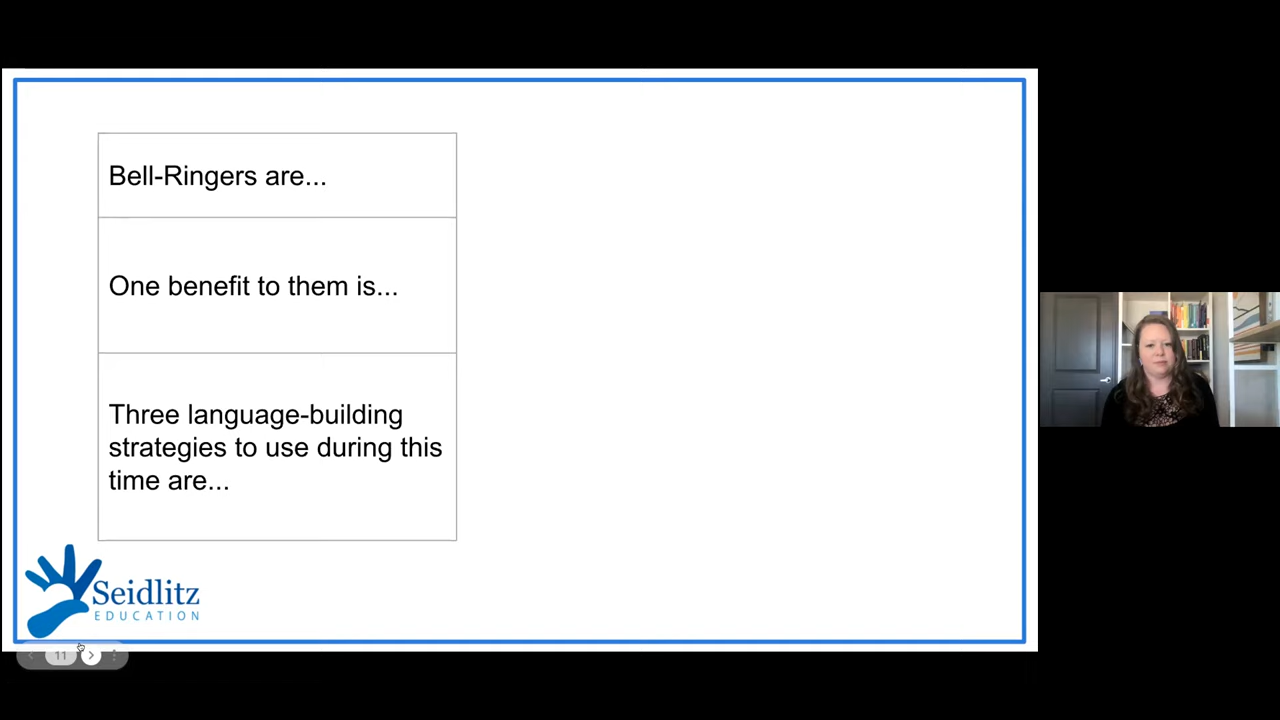 Bell-Ringers are...
One benefit to them is...
Three language-building
strategies to use during this
time are...
Seidlitz
EDUCATION
11